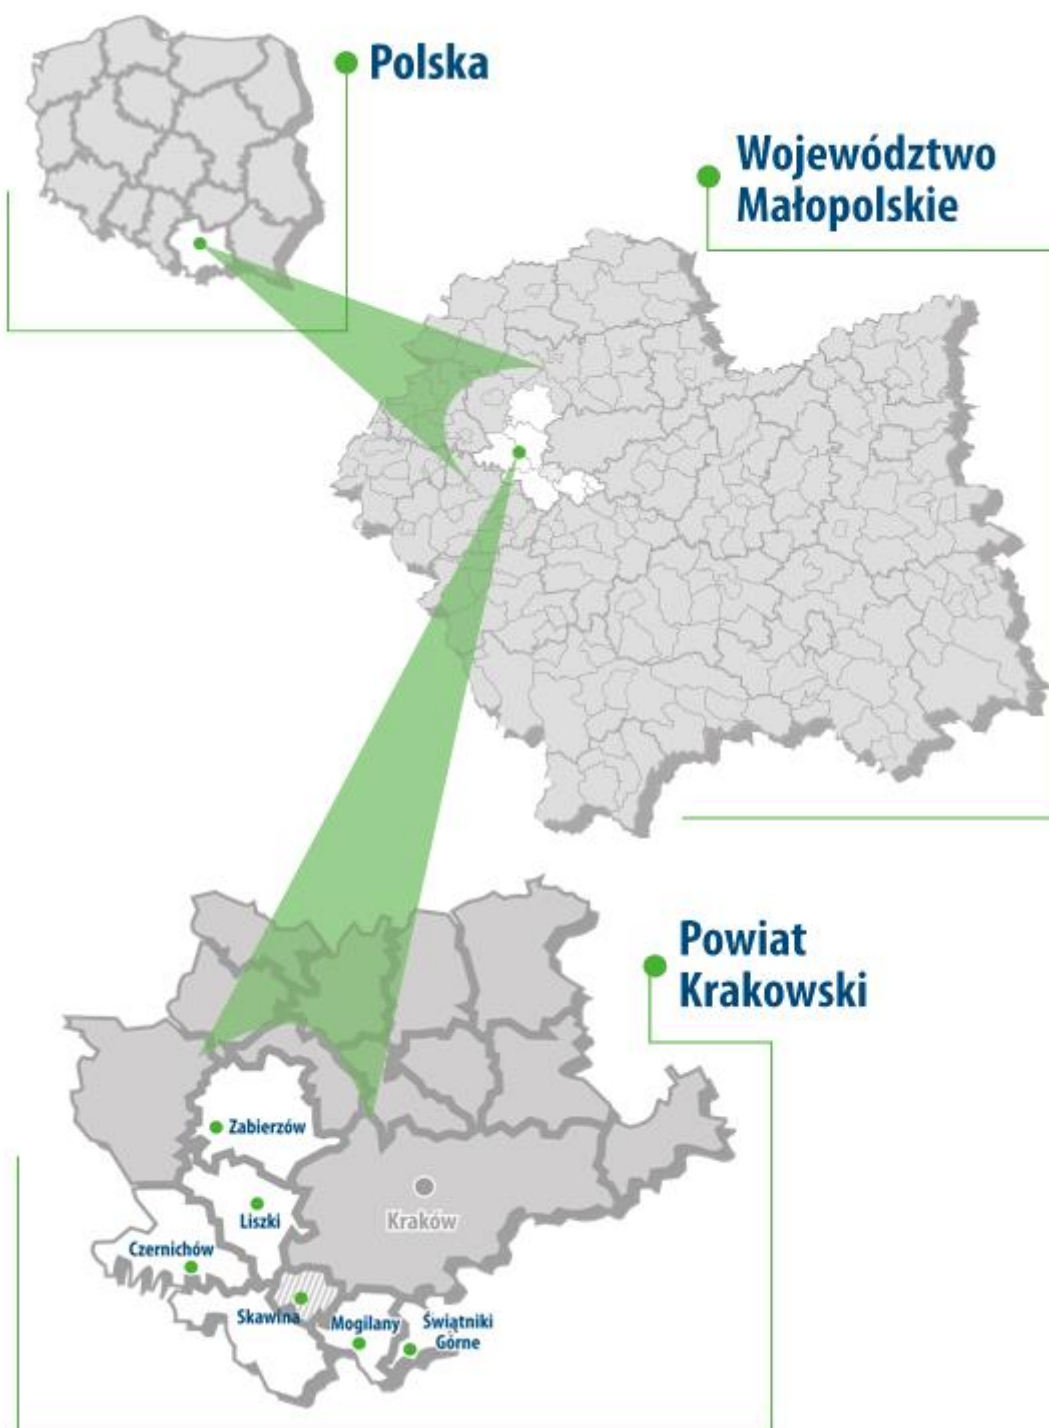 Polska
Województwo
Małopolskie
Powiat
Krakowski
Zabierzów
Liszki
Kraków
Czernichów
Skawina
Mogilany
Świątniki
Górne